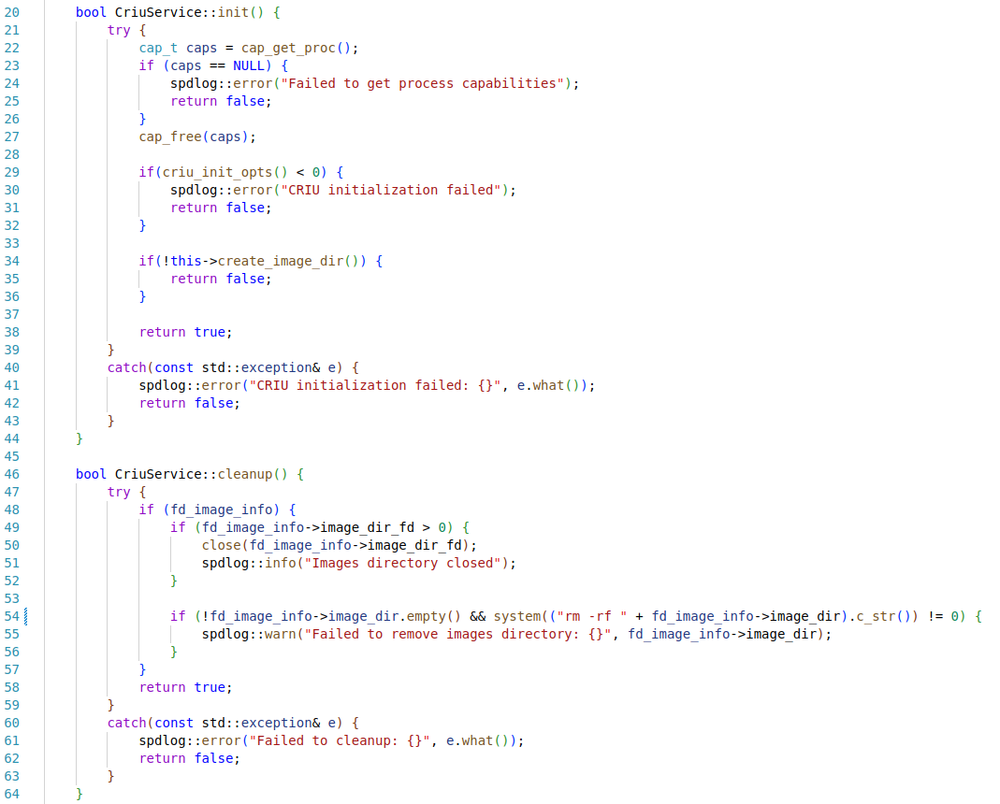 20 bool CriuService::init() {
21 try {
22 cap_t caps = cap_get_proc();
23 if (caps == NULL) {
24 spdlog::error("Failed to get process capabilities");
25 return false;
26 }
27 cap_free(caps);
28
29 if(criu_init_opts() < 0) {
30 spdlog::error("CRIU initialization failed");
31 return false;
32 }
33
34 if(!this->create_image_dir()) {
35 return false;
36 }
37
38 return true;
39 }
40 catch(const std::exception& e) {
41 spdlog::error("CRIU initialization failed: {}", e.what());
42 return false;
43 }
44 }
45
46 bool CriuService::cleanup() {
47 try {
48 if (fd_image_info) {
49 if (fd_image_info->image_dir_fd > 0) {
50 close(fd_image_info->image_dir_fd);
51 spdlog::info("Images directory closed");
52 }
53
54 if (!fd_image_info->image_dir.empty() && system(("rm -rf " + fd_image_info->image_dir).c_str()) != 0) {
55 spdlog::warn("Failed to remove images directory: {}", fd_image_info->image_dir);
56 }
57 }
58 return true;
59 }
60 catch(const std::exception& e) {
61 spdlog::error("Failed to cleanup: {}", e.what());
62 return false;
63 }
64 }